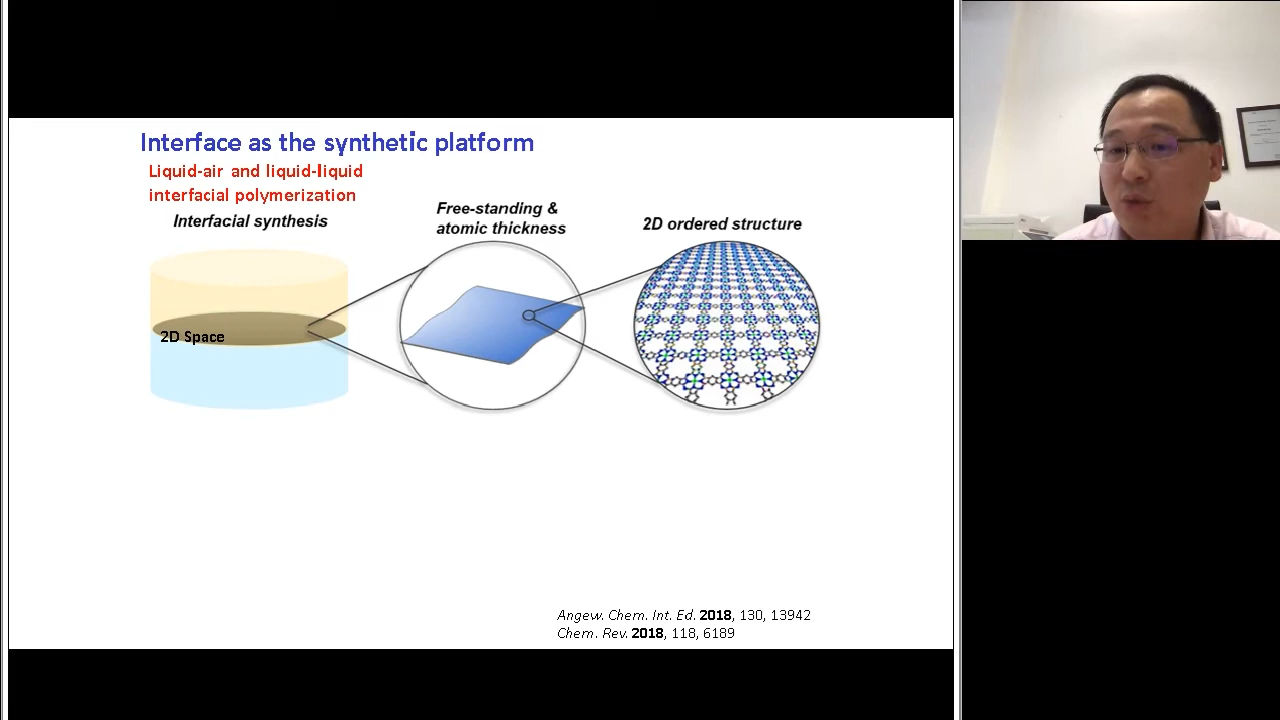 Interface as the synthetic platform
Liquid-air and liquid-liquid
interfacial polymerization
Interfacial synthesis
Free-standing &
atomic thickness
2D ordered structure
2D Space
Angew. Chem. Int. Ed. 2018, 130, 13942
Chem. Rev. 2018, 118, 6189